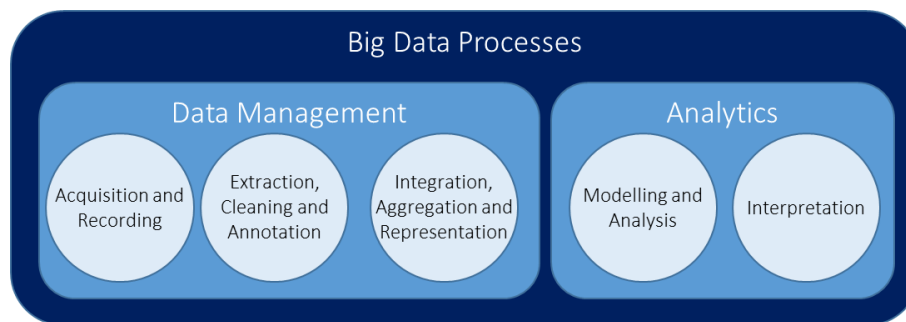 Big Data Processes
Data Management
Acquisition and
Recording
Extraction,
Cleaning and
Annotation
Integration,
Aggregation and
Representation
Analytics
Modelling and
Analysis
Interpretation